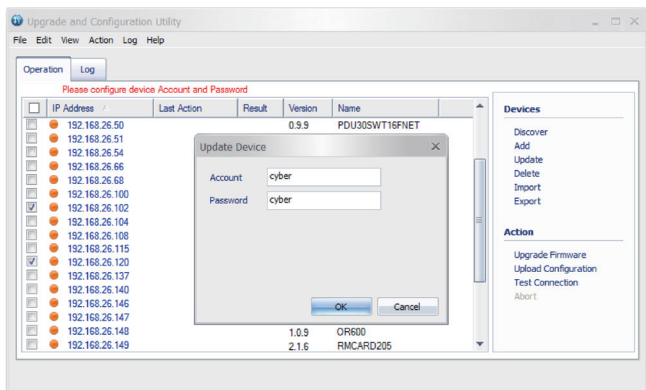 Upgrade and Configuration Utility
File Edit View Action Log Help
Operation Log
Please configure device Account and Password
IP Address Last Action Result Version Name
192.168.26.50 0.9.9 PDU30SWT16FNET
192.168.26.51
192.168.26.54
192.168.26.66
192.168.26.68
192.168.26.100
192.168.26.102
192.168.26.104
192.168.26.108
192.168.26.115
192.168.26.120
192.168.26.137
192.168.26.140
192.168.26.146
192.168.26.147
192.168.26.148 1.0.9 OR600
192.168.26.149 2.1.6 RMCARD205
Update Device
Account cyber
Password cyber
OK Cancel
Devices
Discover
Add
Update
Delete
Import
Export
Action
Upgrade Firmware
Upload Configuration
Test Connection
Abort